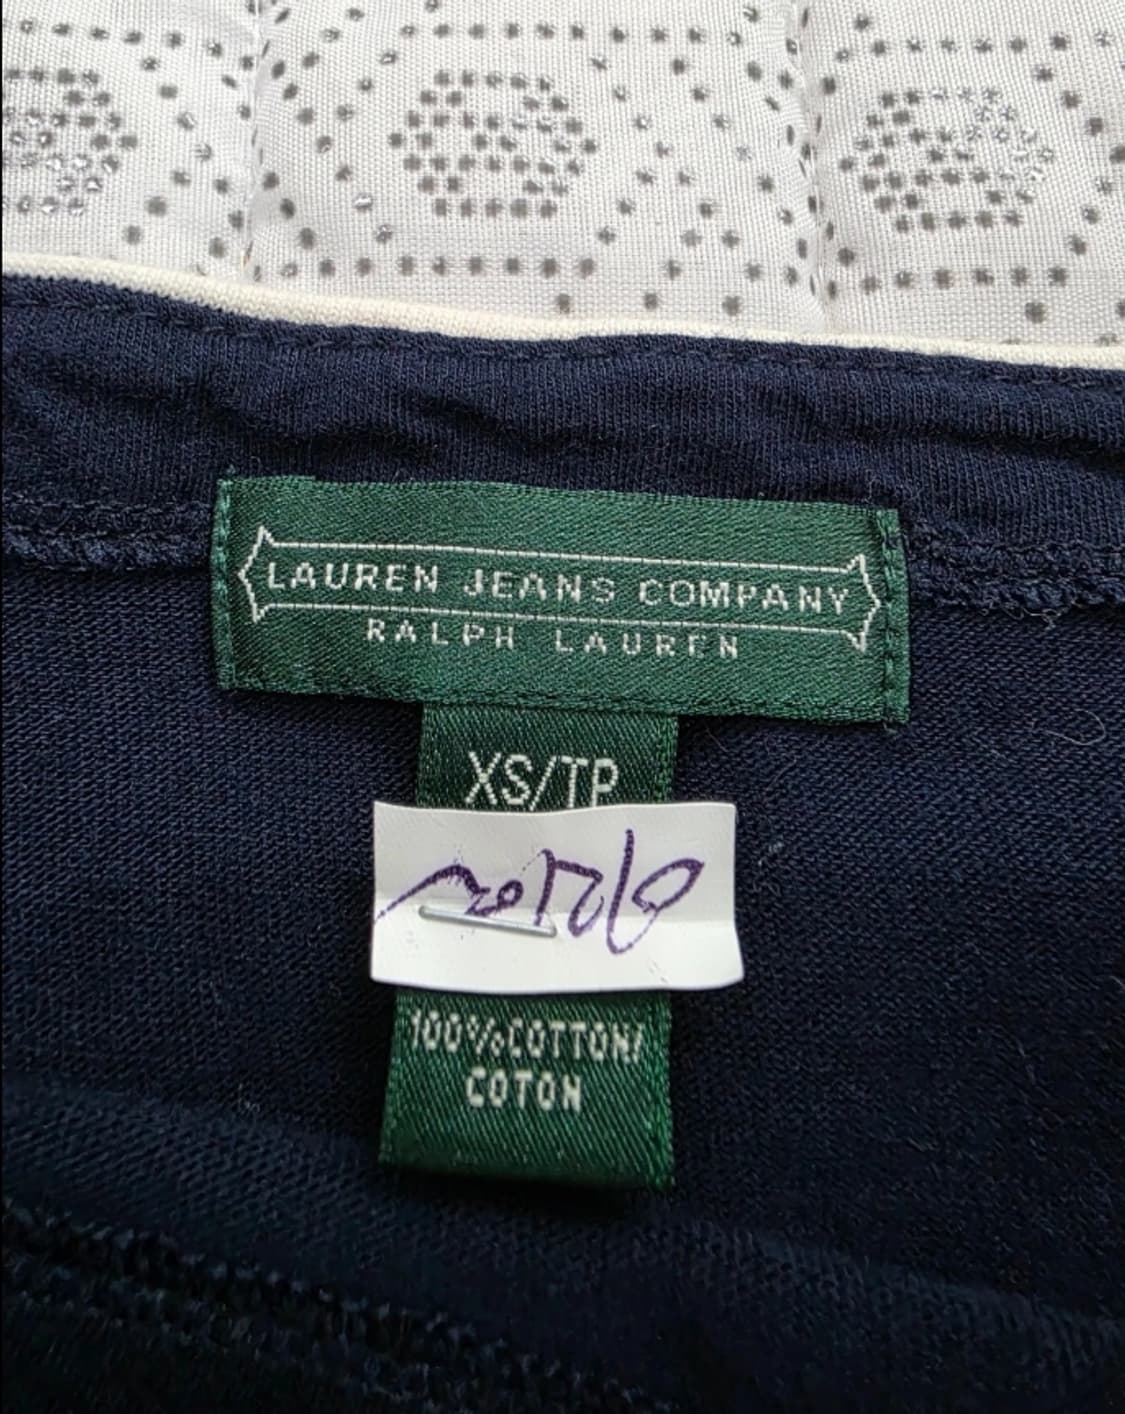 LAUREN JEANS COMPANY
RALPH LAUREN
XS/TP
100%COTTON/
COTON